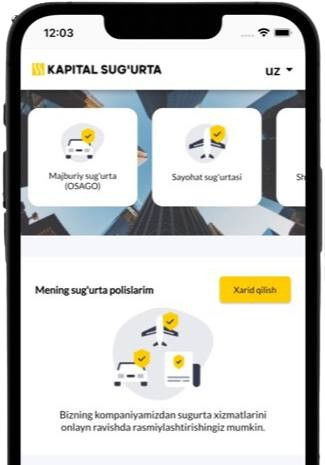 12:03
KAPITAL SUG'URTA
uz
Majburiy sug'urta
(OSAGO)
Sayohat sug'urtasi
Sh
Mening sug'urta polislarim
Xarid qilish
Bizning kompaniyamizdan sugurta xizmatlarini
onlayn ravishda rasmiylashtirishingiz mumkin.